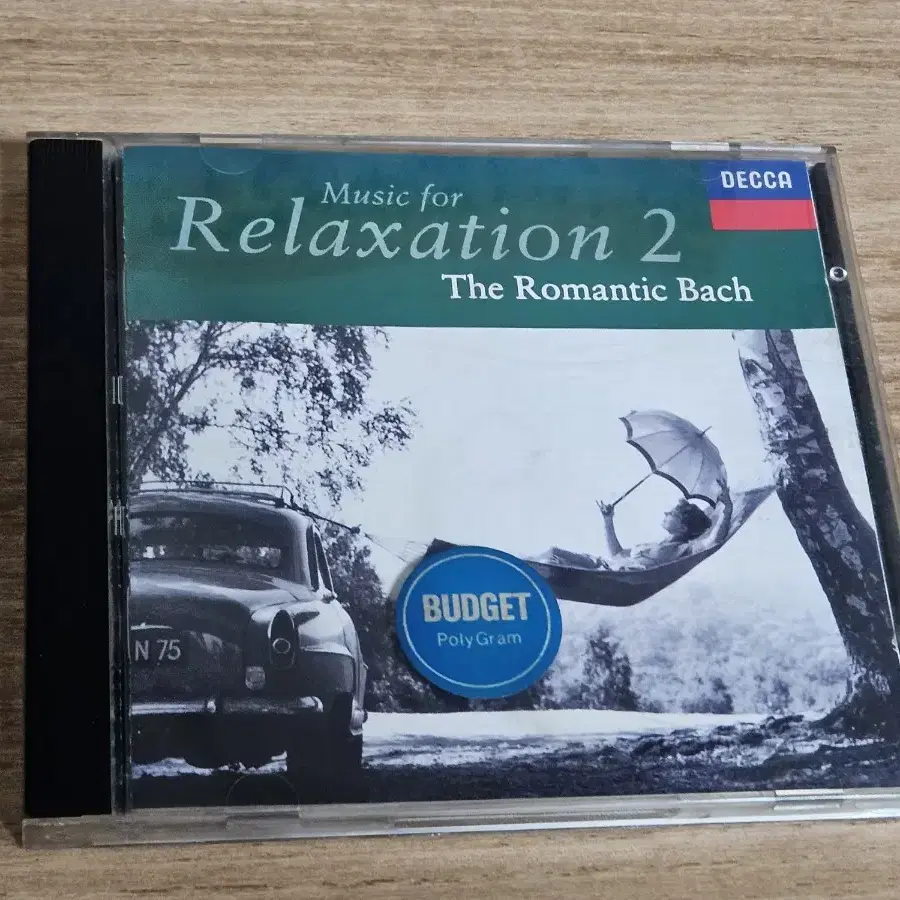 Music for
Relaxation 2
The Romantic Bach
DECCA
N 75
BUDGET
PolyGram